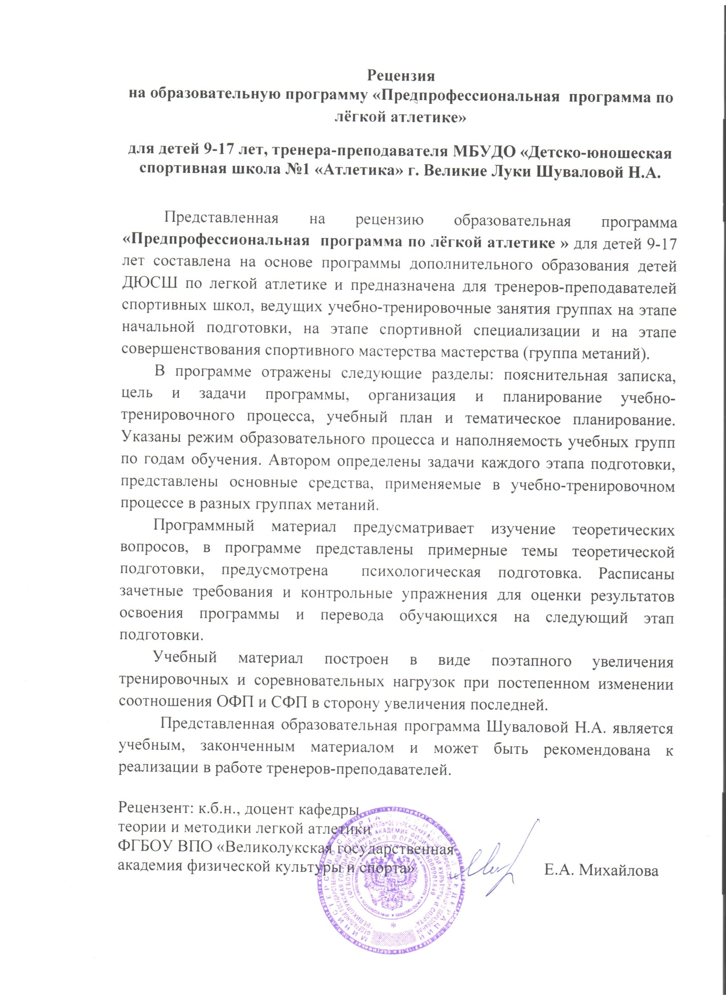 Рецензия
на образовательную программу «Предпрофессиональная программа по
лёгкой атлетике»
для детей 9-17 лет, тренера-преподавателя МБУДО «Детско-юношеская
спортивная школа №1 «Атлетика» г. Великие Луки Шуваловой Н.А.
Представленная на рецензию образовательная программа
«Предпрофессиональная программа по лёгкой атлетике » для детей 9-17
лет составлена на основе программы дополнительного образования детей
ДЮСШ по легкой атлетике и предназначена для тренеров-преподавателей
спортивных школ, ведущих учебно-тренировочные занятия группах на этапе
начальной подготовки, на этапе спортивной специализации и на этапе
совершенствования спортивного мастерства мастерства (группа метаний).
В программе отражены следующие разделы: пояснительная записка,
цель и задачи программы, организация и планирование учебно-
тренировочного процесса, учебный план и тематическое планирование.
Указаны режим образовательного процесса и наполняемость учебных групп
по годам обучения. Автором определены задачи каждого этапа подготовки,
представлены основные средства, применяемые в учебно-тренировочном
процессе в разных группах метаний.
Программный материал предусматривает изучение теоретических
вопросов, в программе представлены примерные темы теоретической
подготовки, предусмотрена психологическая подготовка. Расписаны
зачетные требования и контрольные упражнения для оценки результатов
освоения программы и перевода обучающихся на следующий этап
подготовки.
Учебный материал построен в виде поэтапного увеличения
тренировочных и соревновательных нагрузок при постепенном изменении
соотношения ОФП и СФП в сторону увеличения последней.
Представленная образовательная программа Шуваловой Н.А. является
учебным, законченным материалом и может быть рекомендована к
реализации в работе тренеров-преподавателей.
Рецензент: к.б.н., доцент кафедры
теории и методики легкой атлетики
ФГБОУ ВПО «Великолукская государственная
академия физической культуры и спорта»
Е.А. Михайлова